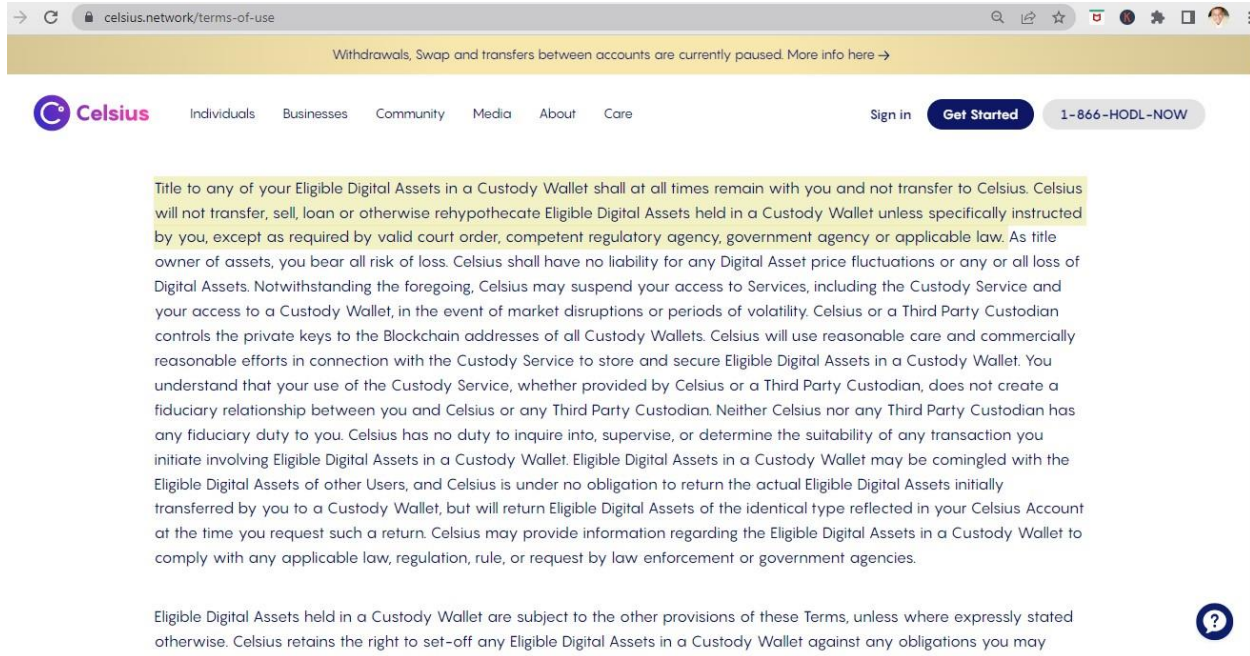 celsius.network/terms-of-use
Withdrawals, Swap and transfers between accounts are currently paused. More info here →
Celsius Individuals Businesses Community Media About Care Sign in Get Started 1-866-HODL-NOW
Title to any of your Eligible Digital Assets in a Custody Wallet shall at all times remain with you and not transfer to Celsius. Celsius
will not transfer, sell, loan or otherwise rehypothecate Eligible Digital Assets held in a Custody Wallet unless specifically instructed
by you, except as required by valid court order, competent regulatory agency, government agency or applicable law. As title
owner of assets, you bear all risk of loss. Celsius shall have no liability for any Digital Asset price fluctuations or any or all loss of
Digital Assets. Notwithstanding the foregoing, Celsius may suspend your access to Services, including the Custody Service and
your access to a Custody Wallet, in the event of market disruptions or periods of volatility. Celsius or a Third Party Custodian
controls the private keys to the Blockchain addresses of all Custody Wallets. Celsius will use reasonable care and commercially
reasonable efforts in connection with the Custody Service to store and secure Eligible Digital Assets in a Custody Wallet. You
understand that your use of the Custody Service, whether provided by Celsius or a Third Party Custodian, does not create a
fiduciary relationship between you and Celsius or any Third Party Custodian. Neither Celsius nor any Third Party Custodian has
any fiduciary duty to you. Celsius has no duty to inquire into, supervise, or determine the suitability of any transaction you
initiate involving Eligible Digital Assets in a Custody Wallet. Eligible Digital Assets in a Custody Wallet may be comingled with the
Eligible Digital Assets of other Users, and Celsius is under no obligation to return the actual Eligible Digital Assets initially
transferred by you to a Custody Wallet, but will return Eligible Digital Assets of the identical type reflected in your Celsius Account
at the time you request such a return. Celsius may provide information regarding the Eligible Digital Assets in a Custody Wallet to
comply with any applicable law, regulation, rule, or request by law enforcement or government agencies.
Eligible Digital Assets held in a Custody Wallet are subject to the other provisions of these Terms, unless where expressly stated
otherwise. Celsius retains the right to set-off any Eligible Digital Assets in a Custody Wallet against any obligations you may